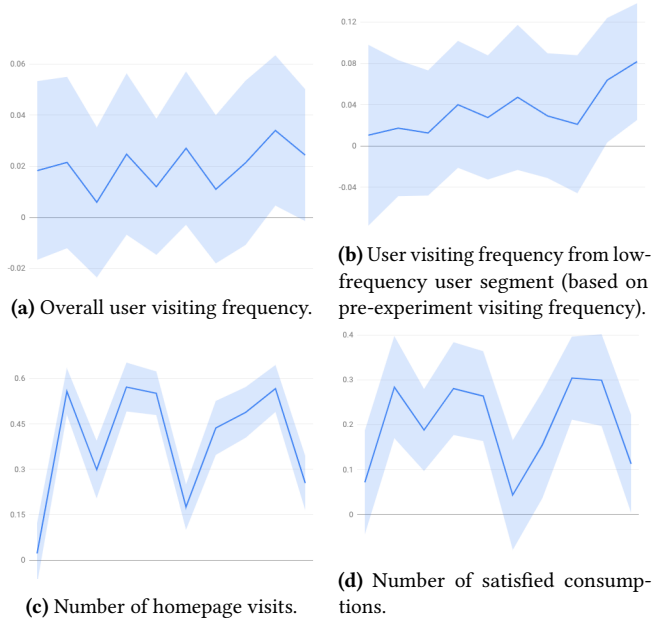 0.06
0.04
0.02
0
-0.02
(a) Overall user visiting frequency.
0.12
0.08
0.04
0
-0.04
(b) User visiting frequency from low-
frequency user segment (based on
pre-experiment visiting frequency).
0.6
0.45
0.3
0.15
0
(c) Number of homepage visits.
0.4
0.3
0.2
0.1
0
(d) Number of satisfied consump-
tions.